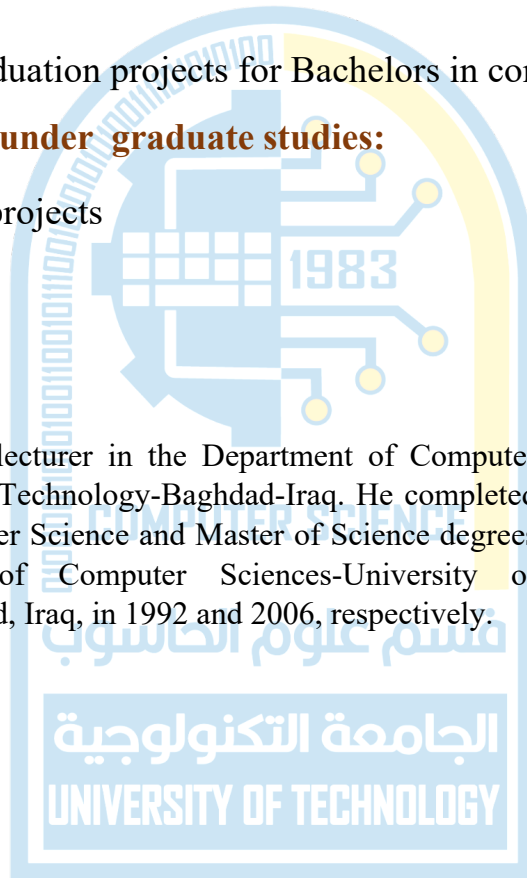 duation projects for Bachelors in co
under graduate studies:
projects
1983
lecturer in the Department of Compute
Technology-Baghdad-Iraq. He completed
er Science and Master of Science degrees
of Computer Sciences-University o
d, Iraq, in 1992 and 2006, respectively.
COMPUTER SCIENCE
قسم علوم الحاسوب
الجامعة التكنولوجية
UNIVERSITY OF TECHNOLOGY